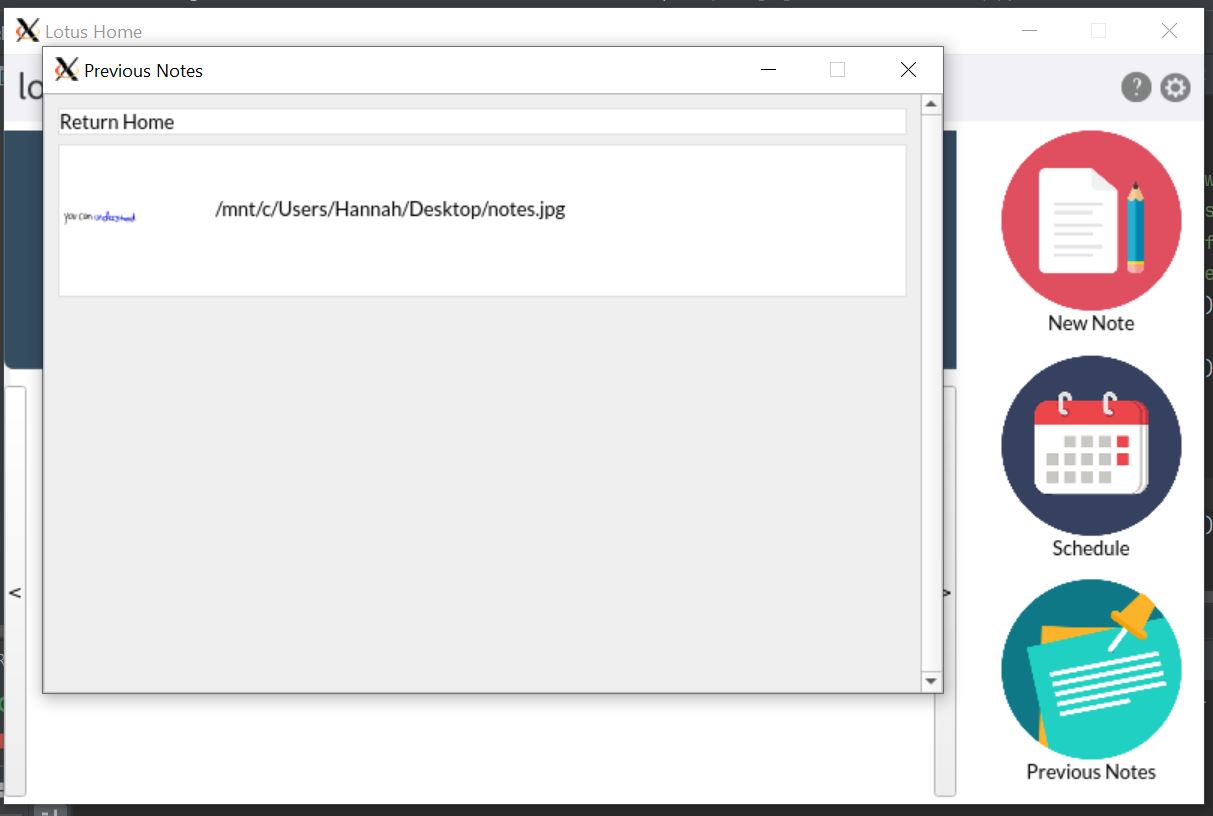 Lotus Home
Previous Notes
Return Home
you can understand
/mnt/c/Users/Hannah/Desktop/notes.jpg
?
New Note
Schedule
<
>
Previous Notes